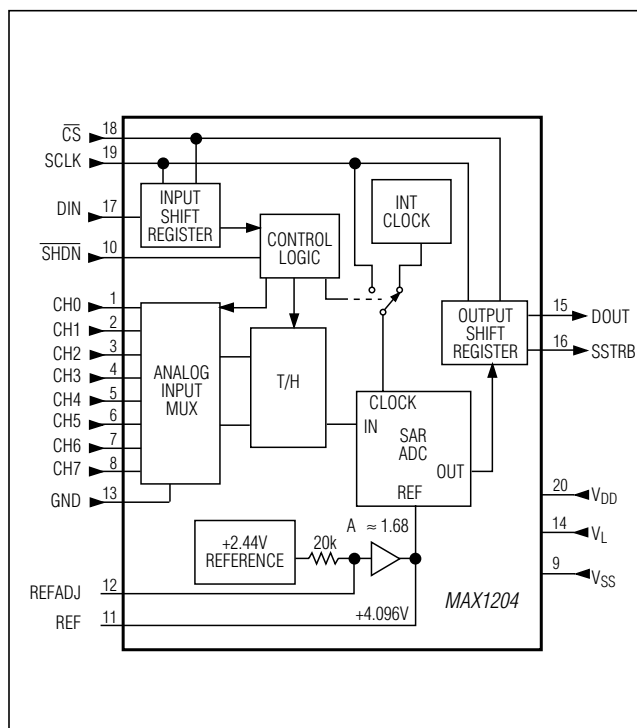 CS 18
SCLK 19
DIN 17
SHDN 10
INPUT
SHIFT
REGISTER
CONTROL
LOGIC
INT
CLOCK
CH0 1
CH1 2
CH2 3
CH3 4
CH4 5
CH5 6
CH6 7
CH7 8
GND 13
ANALOG
INPUT
MUX
T/H
CLOCK
IN
SAR
ADC
OUT
REF
OUTPUT
SHIFT
REGISTER
15 DOUT
16 SSTRB
+2.44V
REFERENCE
20k
A ≈ 1.68
20 VDD
14 VL
9 VSS
REFADJ 12
REF 11
+4.096V
MAX1204